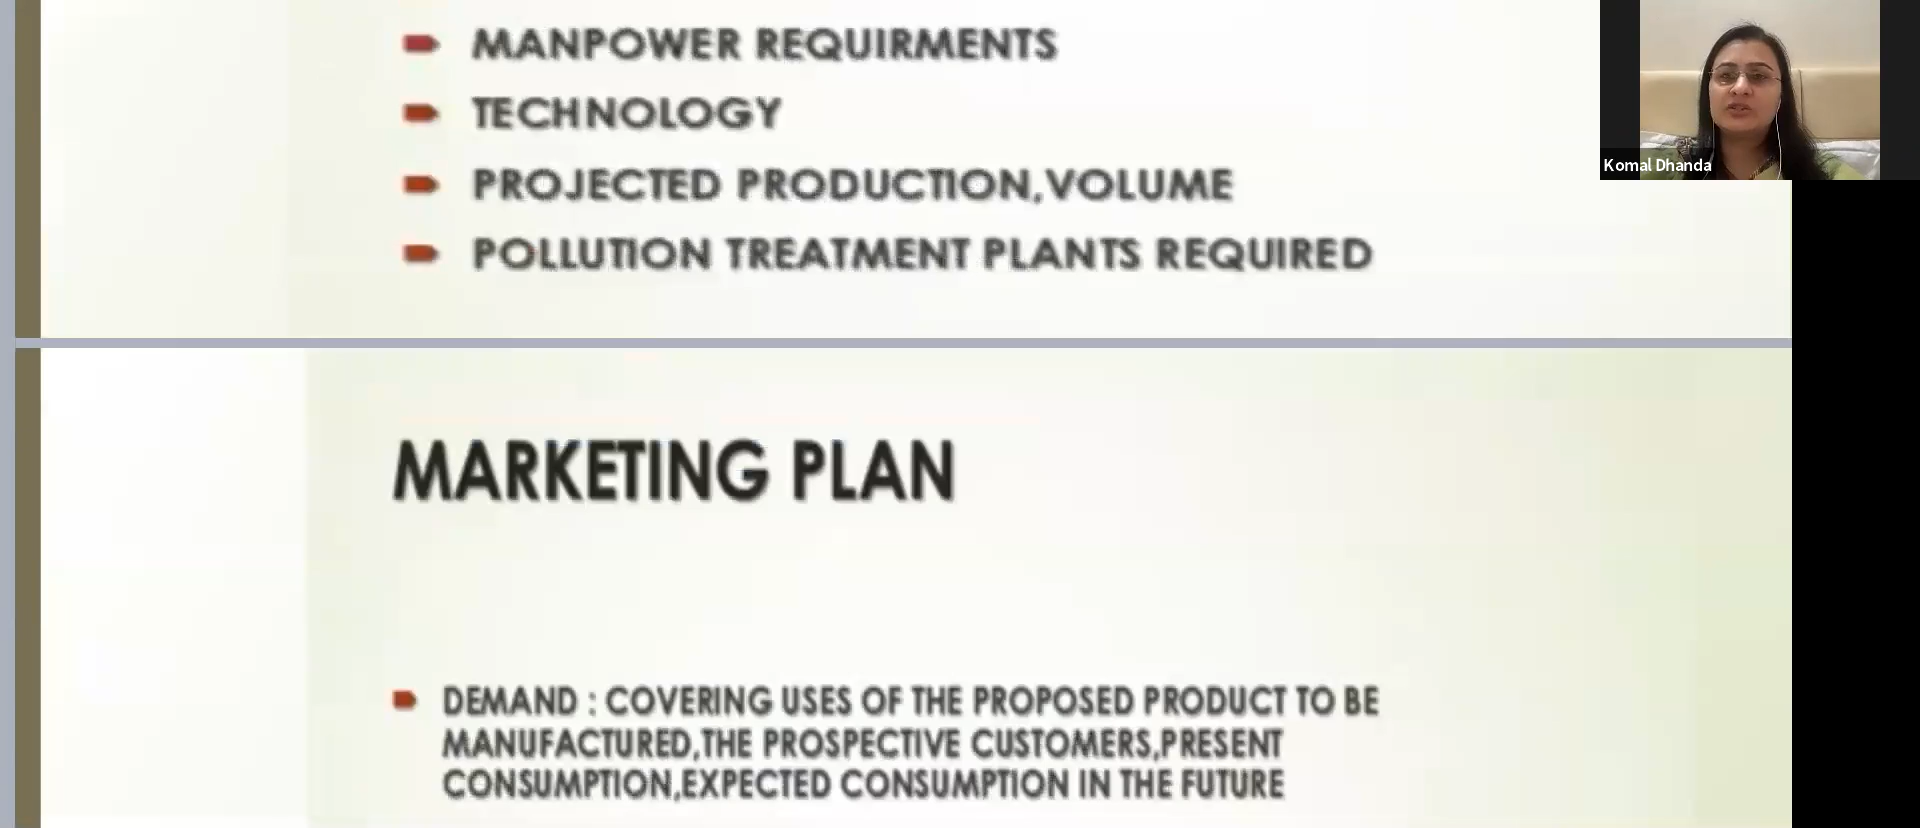 MANPOWER REQUIRMENTS
TECHNOLOGY
PROJECTED PRODUCTION,VOLUME
POLLUTION TREATMENT PLANTS REQUIRED
Komal Dhanda
MARKETING PLAN
DEMAND : COVERING USES OF THE PROPOSED PRODUCT TO BE
MANUFACTURED,THE PROSPECTIVE CUSTOMERS,PRESENT
CONSUMPTION,EXPECTED CONSUMPTION IN THE FUTURE